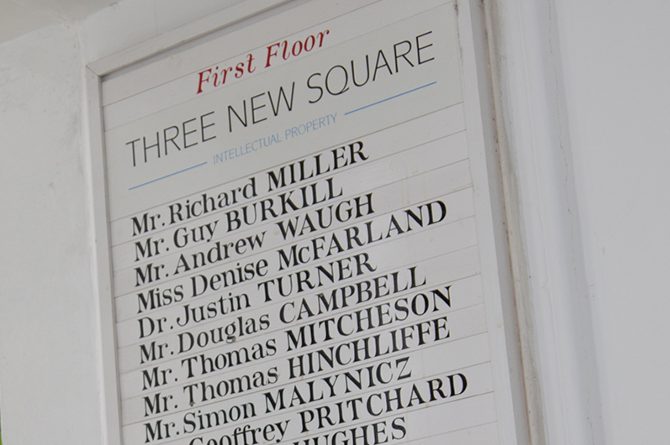 First Floor
THREE NEW SQUARE
INTELLECTUAL PROPERTY
Mr. Richard MILLER
Mr. Guy BURKILL
Mr. Andrew WAUGH
Miss Denise McFARLAND
Dr. Justin TURNER
Mr. Douglas CAMPBELL
Mr. Thomas MITCHESON
Mr. Thomas HINCHLIFFE
Mr. Simon MALYNICZ
Geoffrey PRITCHARD
HUGHES